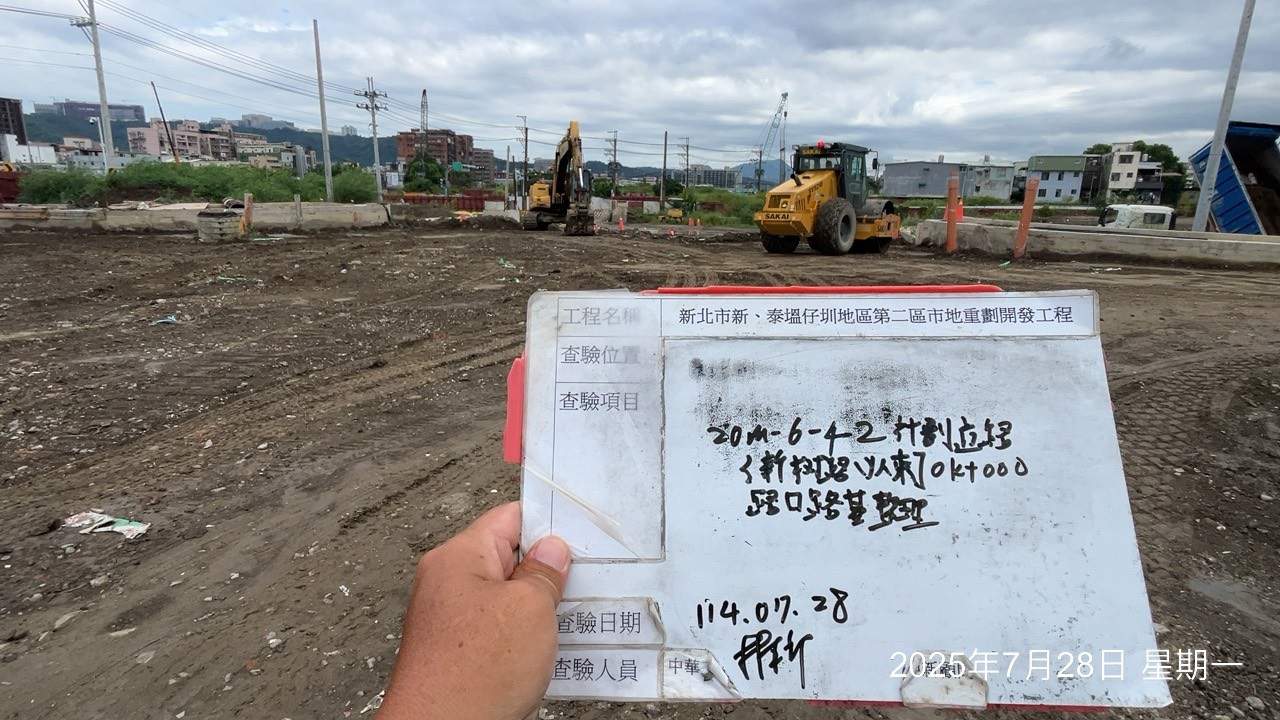 SAKAI
工程名稱
新北市新、泰塭仔圳地區第二區市地重劃開發工程
查驗位置
查驗項目
20m-6-42計劃道路
(新樹路以東)0K+000
路口路基整理
查驗日期
114.07.28
查驗人員
中華
2025年7月28日 星期一